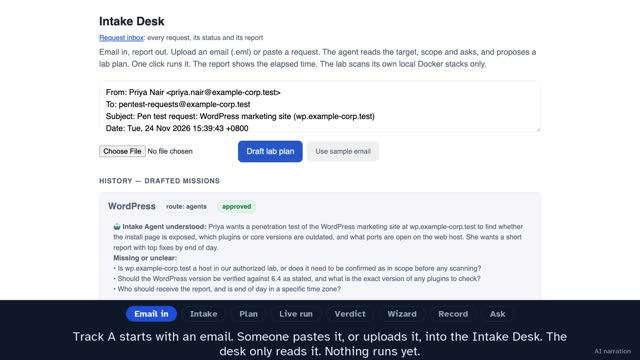 Intake Desk
Request inbox: every request, its status and its report
Email in, report out. Upload an email (.eml) or paste a request. The agent reads the target, scope and asks, and proposes a
lab plan. One click runs it. The report shows the elapsed time. The lab scans its own local Docker stacks only.
From: Priya Nair <priya.nair@example-corp.test>
To: pentest-requests@example-corp.test
Subject: Pen test request: WordPress marketing site (wp.example-corp.test)
Date: Tue, 24 Nov 2026 15:39:43 +0800
Choose File No file chosen Draft lab plan Use sample email
HISTORY — DRAFTED MISSIONS
WordPress route: agents approved
Intake Agent understood: Priya wants a penetration test of the WordPress marketing site at wp.example-corp.test to find whether
the install page is exposed, which plugins or core versions are outdated, and what ports are open on the web host. She wants a short
report with top fixes by end of day.
Missing or unclear:
• Is wp.example-corp.test a host in our authorized lab, or does it need to be confirmed as in scope before any scanning?
• Should the WordPress version be verified against 6.4 as stated, and what is the exact version of any plugins to check?
• Who should receive the report, and is end of day in a specific time zone?
Email in Intake Plan Live run Verdict Wizard Record Ask
Track A starts with an email. Someone pastes it, or uploads it, into the Intake Desk. The
desk only reads it. Nothing runs yet.
AI narration